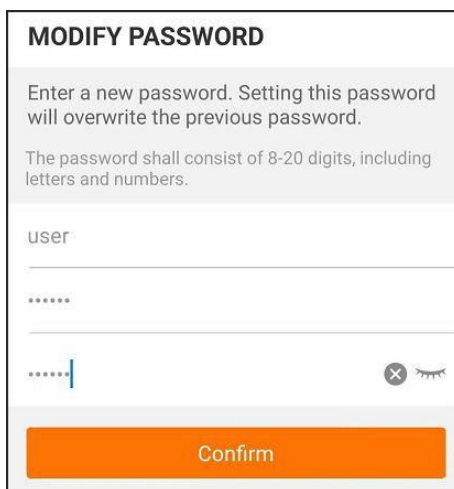 MODIFY PASSWORD
Enter a new password. Setting this password
will overwrite the previous password.
The password shall consist of 8-20 digits, including
letters and numbers.
user
••••••
••••••
Confirm